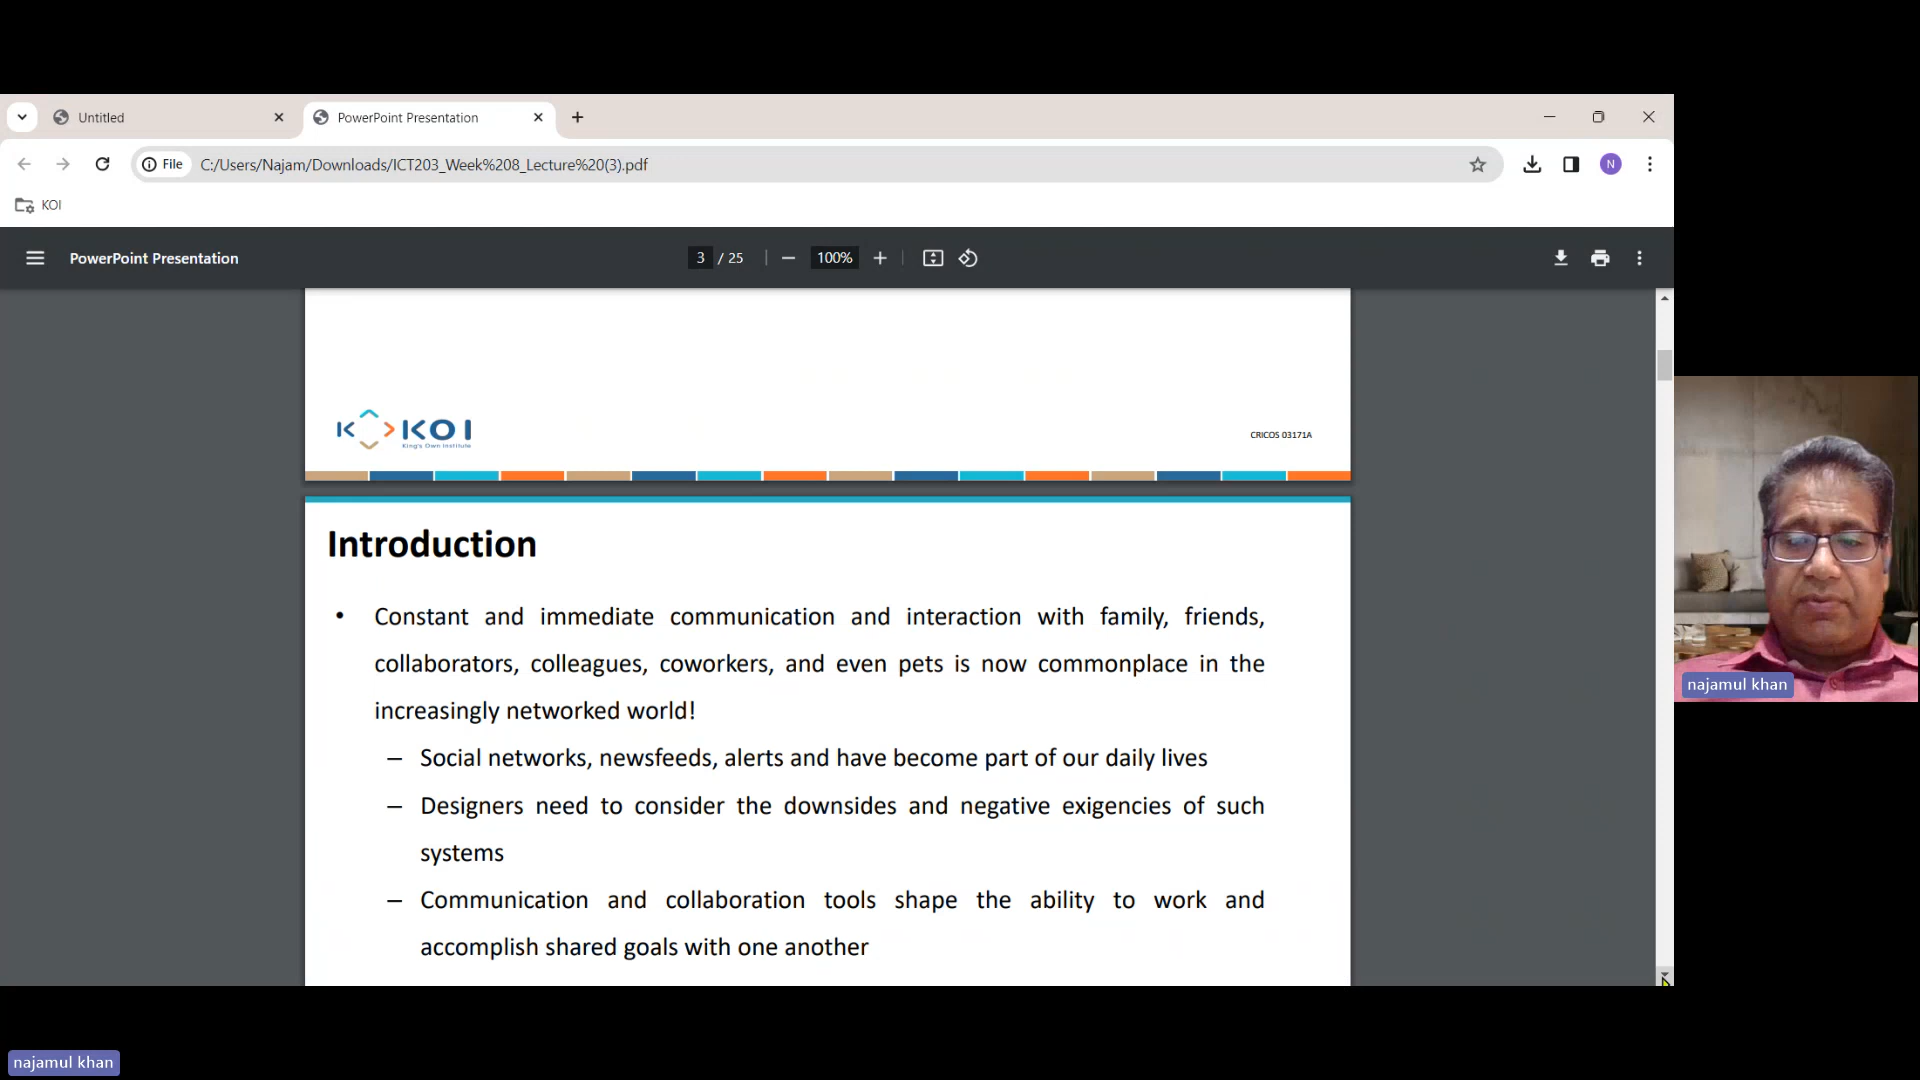 Untitled
PowerPoint Presentation
File
C:/Users/Najam/Downloads/ICT203_Week%208_Lecture%20(3).pdf
N
KOI
PowerPoint Presentation
3 / 25
100%
KOI
King's Own Institute
CRICOS 03171A
Introduction
• Constant and immediate communication and interaction with family, friends,
collaborators, colleagues, coworkers, and even pets is now commonplace in the
increasingly networked world!
– Social networks, newsfeeds, alerts and have become part of our daily lives
– Designers need to consider the downsides and negative exigencies of such
systems
– Communication and collaboration tools shape the ability to work and
accomplish shared goals with one another
najamul khan
najamul khan